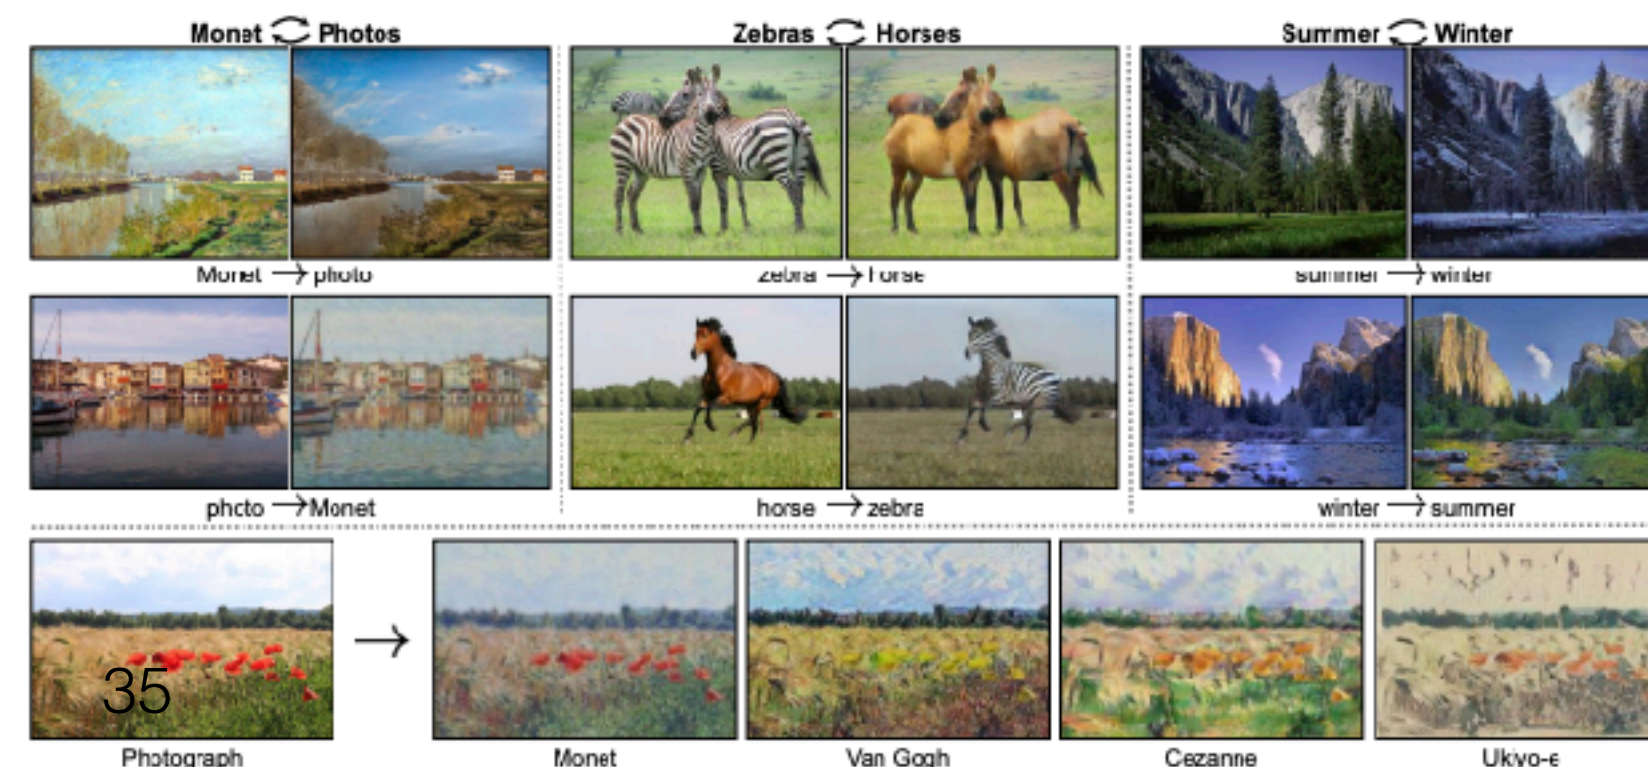 Monet Photos
Zebras Horses
Summer Winter
Monet → photo
zebra → horse
summer → winter
photo → Monet
horse → zebra
winter → summer
→
35
Photograph
Monet
Van Gogh
Cezanne
Ukiyo-e